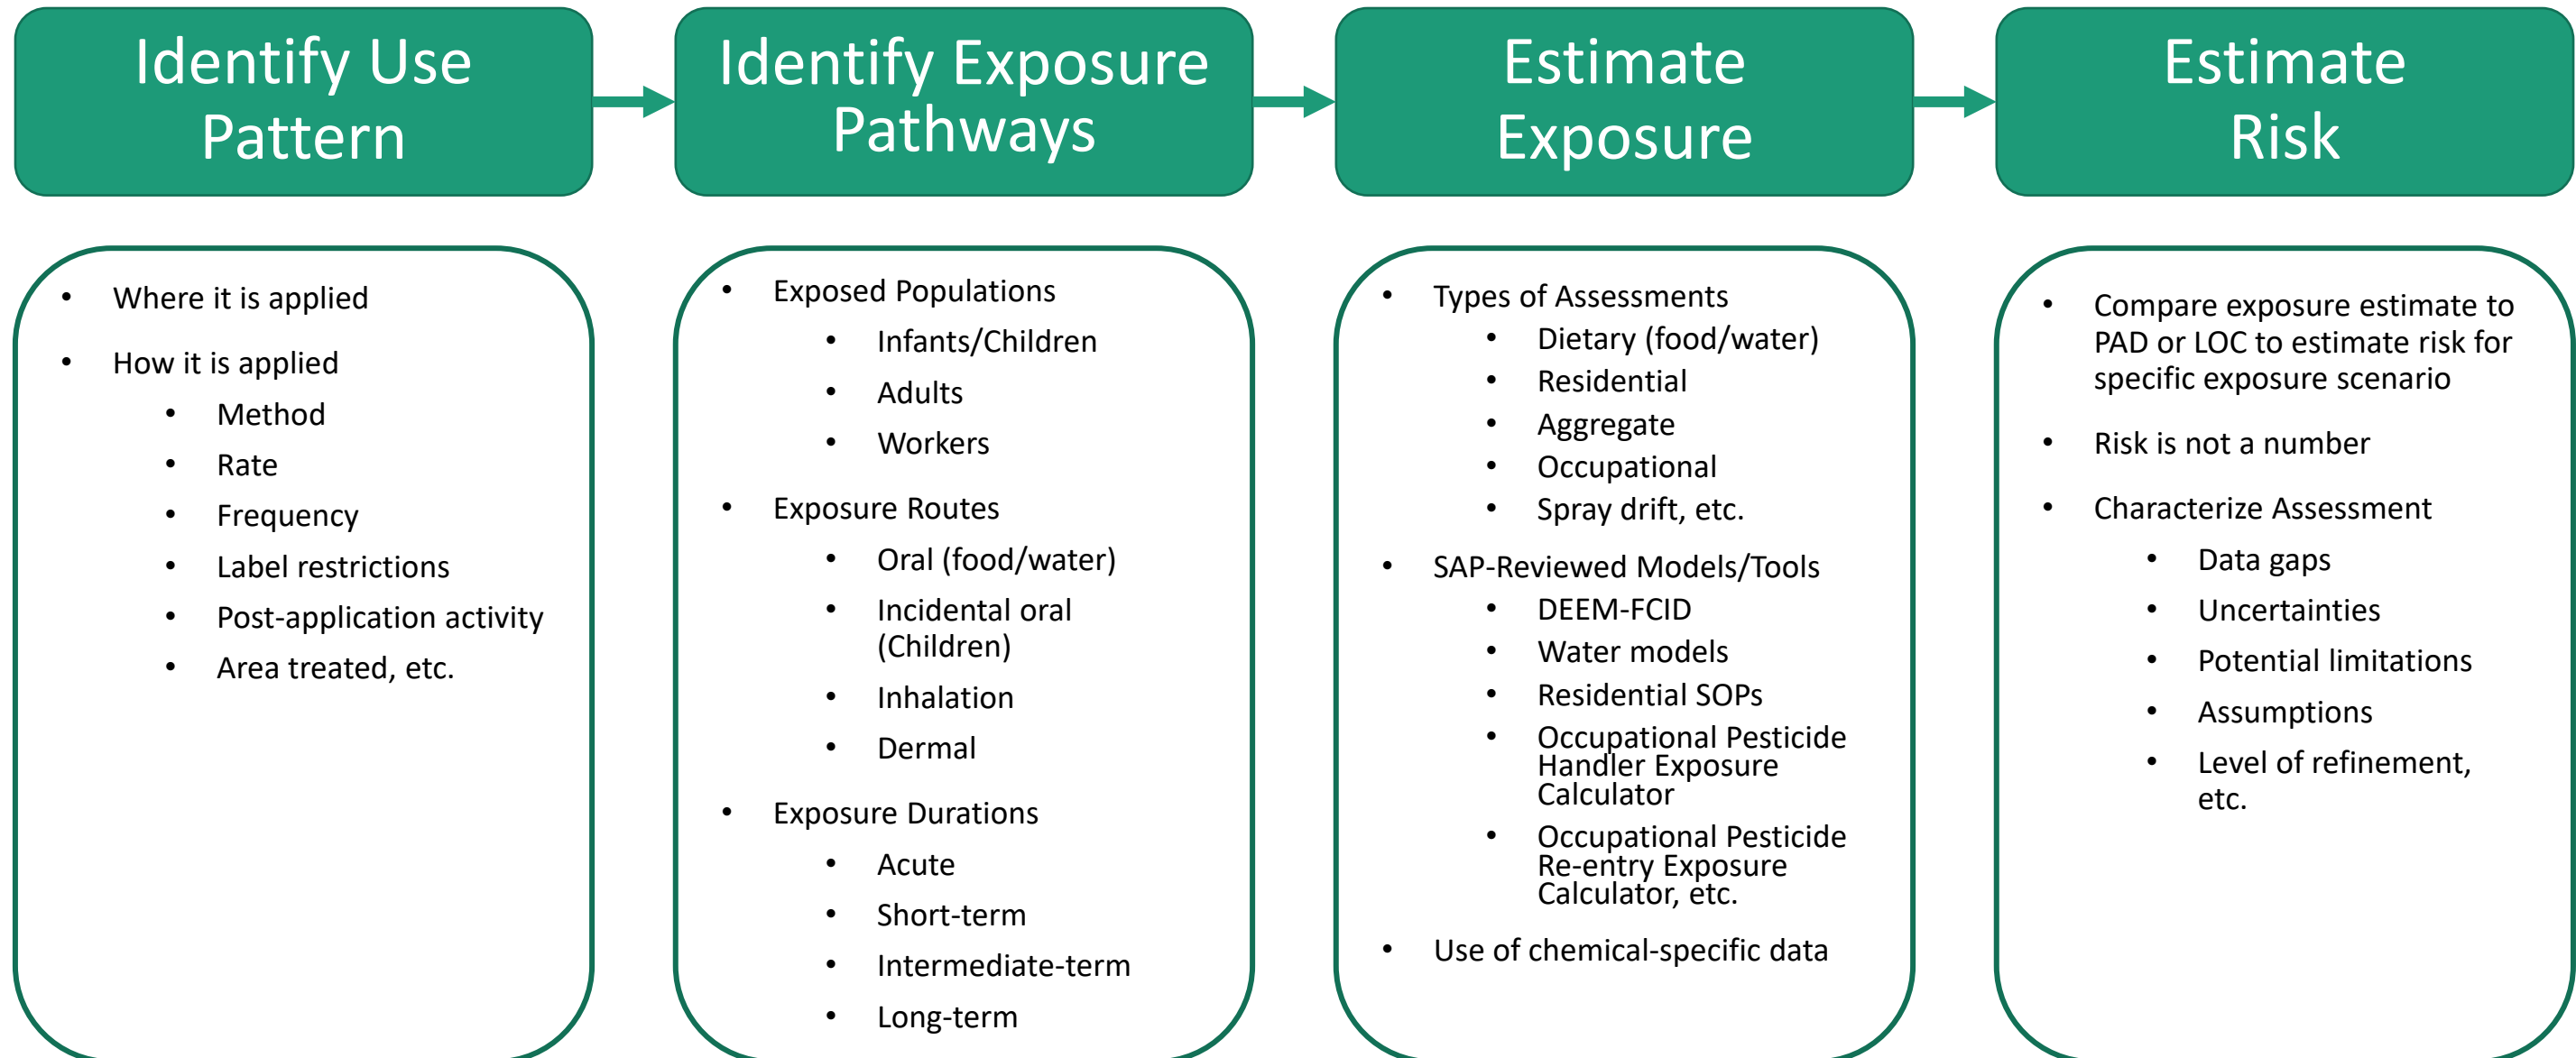 Identify Use
Pattern
Identify Exposure
Pathways
Estimate
Exposure
Estimate
Risk
• Where it is applied
• How it is applied
• Method
• Rate
• Frequency
• Label restrictions
• Post-application activity
• Area treated, etc.
• Exposed Populations
• Infants/Children
• Adults
• Workers
• Exposure Routes
• Oral (food/water)
• Incidental oral
(Children)
• Inhalation
• Dermal
• Exposure Durations
• Acute
• Short-term
• Intermediate-term
• Long-term
• Types of Assessments
• Dietary (food/water)
• Residential
• Aggregate
• Occupational
• Spray drift, etc.
• SAP-Reviewed Models/Tools
• DEEM-FCID
• Water models
• Residential SOPs
• Occupational Pesticide
Handler Exposure
Calculator
• Occupational Pesticide
Re-entry Exposure
Calculator, etc.
• Use of chemical-specific data
• Compare exposure estimate to
PAD or LOC to estimate risk for
specific exposure scenario
• Risk is not a number
• Characterize Assessment
• Data gaps
• Uncertainties
• Potential limitations
• Assumptions
• Level of refinement,
etc.